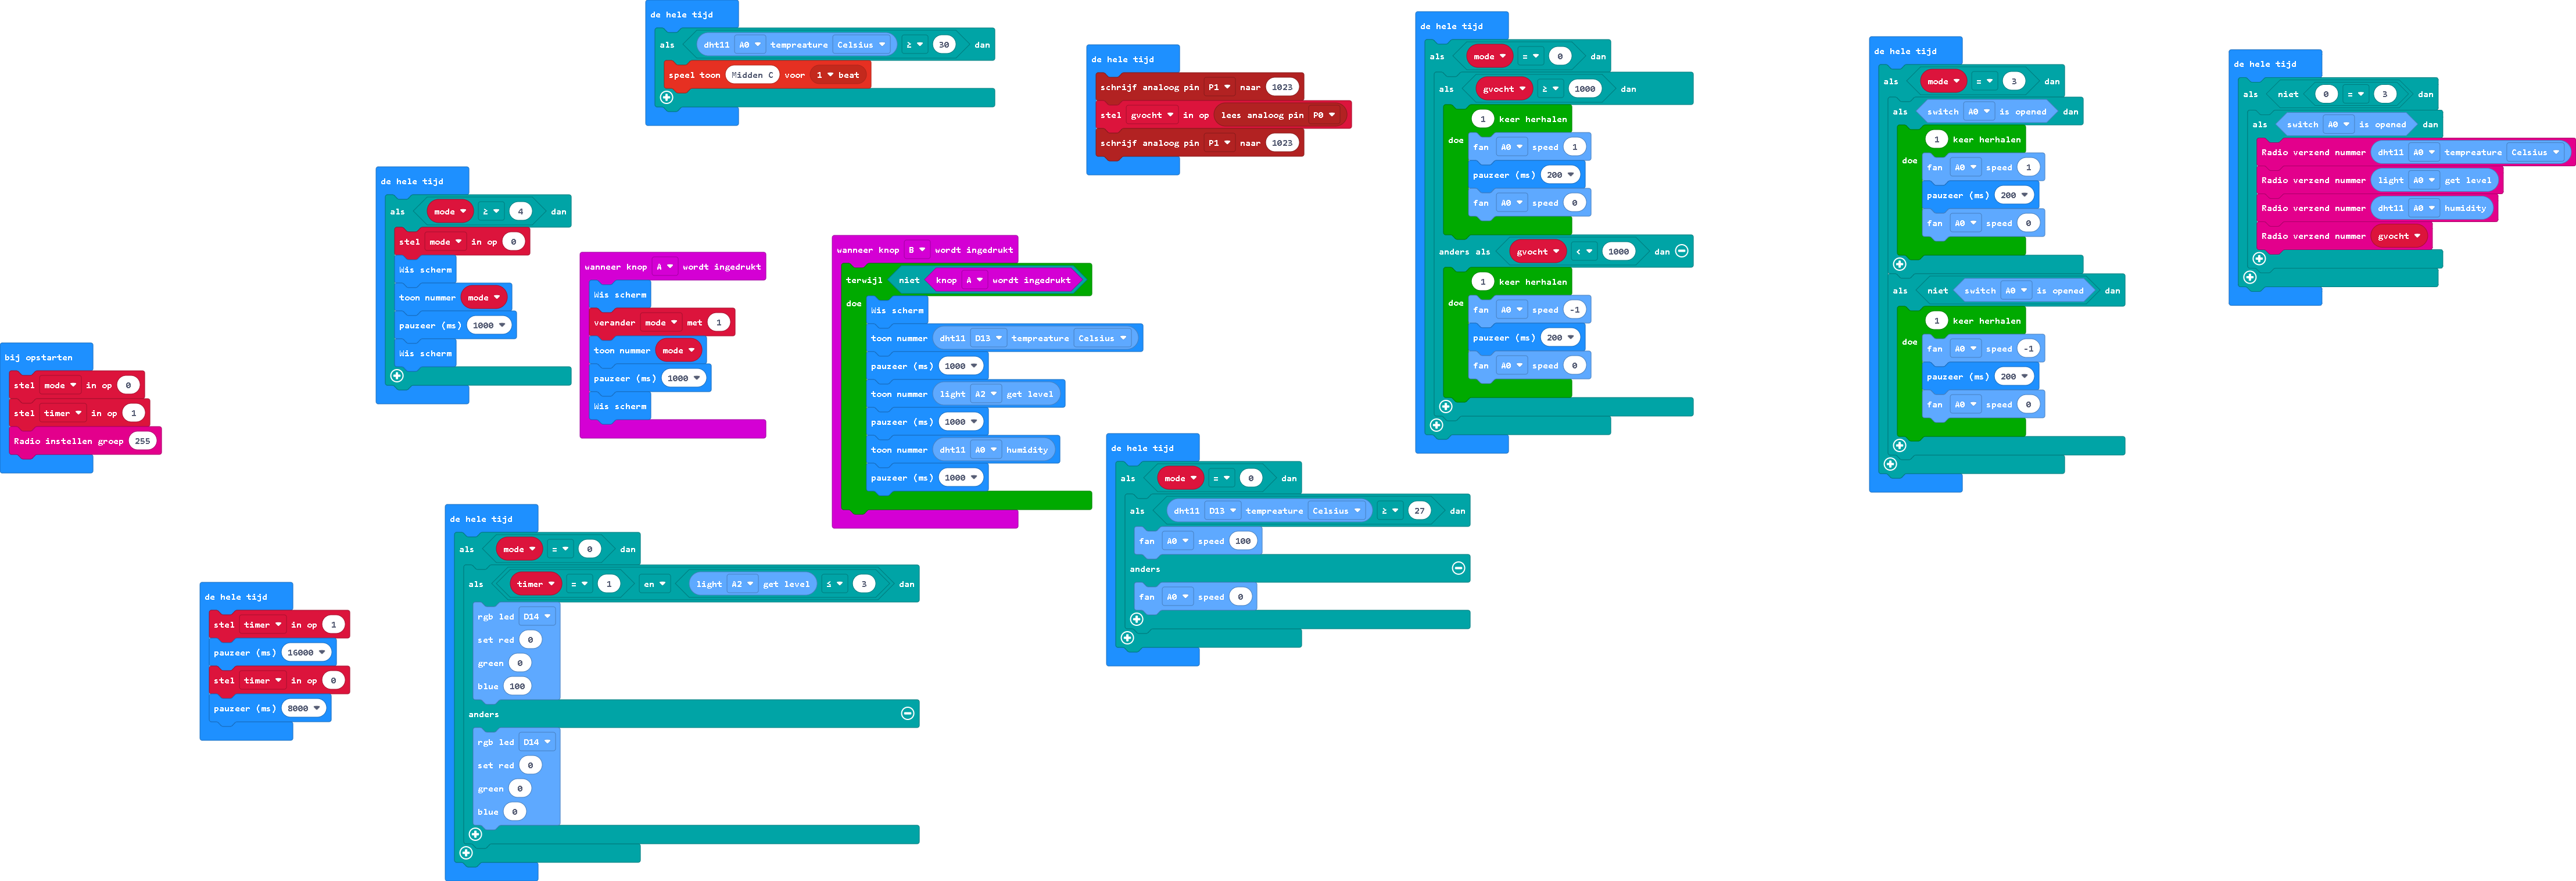 bij opstarten
stel mode in op 0
stel timer in op 1
Radio instellen groep 255
de hele tijd
stel timer in op 1
pauzeer (ms) 16000
stel timer in op 0
pauzeer (ms) 8000
de hele tijd
als mode ≥ 4 dan
stel mode in op 0
Wis scherm
toon nummer mode
pauzeer (ms) 1000
Wis scherm
de hele tijd
als mode = 0 dan
als timer = 1 en light A2 get level ≤ 3 dan
rgb led D14
set red 0
green 0
blue 100
anders
rgb led D14
set red 0
green 0
blue 0
wanneer knop A wordt ingedrukt
Wis scherm
verander mode met 1
toon nummer mode
pauzeer (ms) 1000
Wis scherm
de hele tijd
als dht11 A0 tempreature Celsius ≥ 30 dan
speel toon Midden C voor 1 beat
wanneer knop B wordt ingedrukt
terwijl niet knop A wordt ingedrukt
doe
Wis scherm
toon nummer dht11 D13 tempreature Celsius
pauzeer (ms) 1000
toon nummer light A2 get level
pauzeer (ms) 1000
toon nummer dht11 A0 humidity
pauzeer (ms) 1000
de hele tijd
schrijf analoog pin P1 naar 1023
stel gvocht in op lees analoog pin P0
schrijf analoog pin P1 naar 1023
de hele tijd
als mode = 0 dan
als dht11 D13 tempreature Celsius ≥ 27 dan
fan A0 speed 100
anders
fan A0 speed 0
de hele tijd
als mode = 0 dan
als gvocht ≥ 1000 dan
1 keer herhalen
doe
fan A0 speed 1
pauzeer (ms) 200
fan A0 speed 0
anders als gvocht < 1000 dan
1 keer herhalen
doe
fan A0 speed -1
pauzeer (ms) 200
fan A0 speed 0
de hele tijd
als mode = 3 dan
als switch A0 is opened dan
1 keer herhalen
doe
fan A0 speed 1
pauzeer (ms) 200
fan A0 speed 0
als niet switch A0 is opened dan
1 keer herhalen
doe
fan A0 speed -1
pauzeer (ms) 200
fan A0 speed 0
de hele tijd
als niet 0 = 3 dan
als switch A0 is opened dan
Radio verzend nummer dht11 A0 tempreature Celsius
Radio verzend nummer light A0 get level
Radio verzend nummer dht11 A0 humidity
Radio verzend nummer gvocht